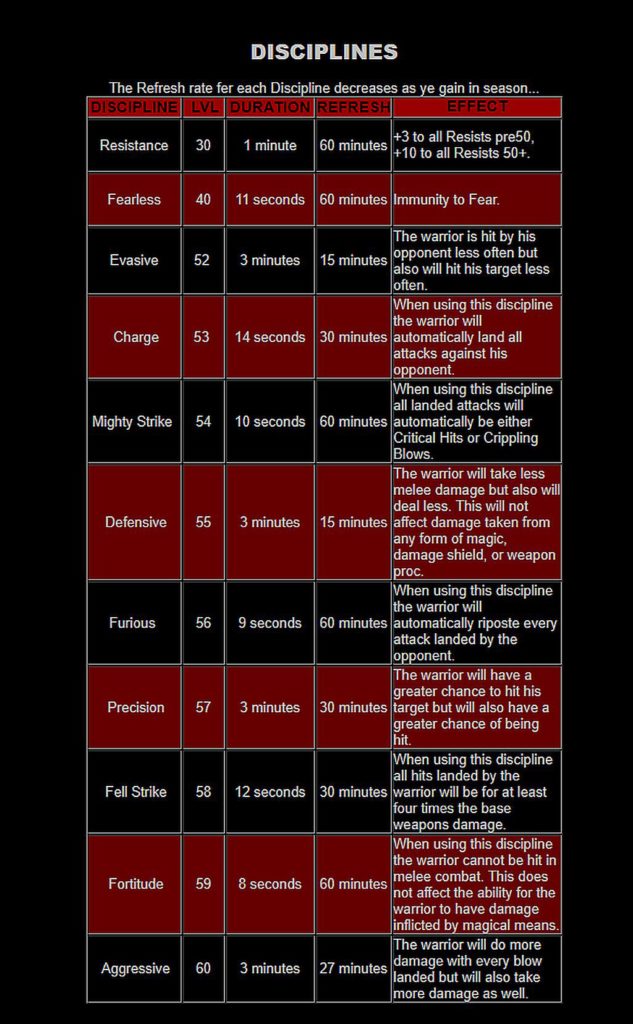 DISCIPLINES
The Refresh rate fer each Discipline decreases as ye gain in season...
DISCIPLINE LVL DURATION REFRESH EFFECT
Resistance 30 1 minute 60 minutes +3 to all Resists pre50,
+10 to all Resists 50+.
Fearless 40 11 seconds 60 minutes Immunity to Fear.
Evasive 52 3 minutes 15 minutes The warrior is hit by his
opponent less often but
also will hit his target less
often.
Charge 53 14 seconds 30 minutes When using this discipline
the warrior will
automatically land all
attacks against his
opponent.
Mighty Strike 54 10 seconds 60 minutes When using this discipline
all landed attacks will
automatically be either
Critical Hits or Crippling
Blows.
Defensive 55 3 minutes 15 minutes The warrior will take less
melee damage but also will
deal less. This will not
affect damage taken from
any form of magic,
damage shield, or weapon
proc.
Furious 56 9 seconds 60 minutes When using this discipline
the warrior will
automatically riposte every
attack landed by the
opponent.
Precision 57 3 minutes 30 minutes The warrior will have a
greater chance to hit his
target but will also have a
greater chance of being
hit.
Fell Strike 58 12 seconds 30 minutes When using this discipline
all hits landed by the
warrior will be for at least
four times the base
weapons damage.
Fortitude 59 8 seconds 60 minutes When using this discipline
the warrior cannot be hit in
melee combat. This does
not affect the ability for the
warrior to have damage
inflicted by magical means.
Aggressive 60 3 minutes 27 minutes The warrior will do more
damage with every blow
landed but will also take
more damage as well.